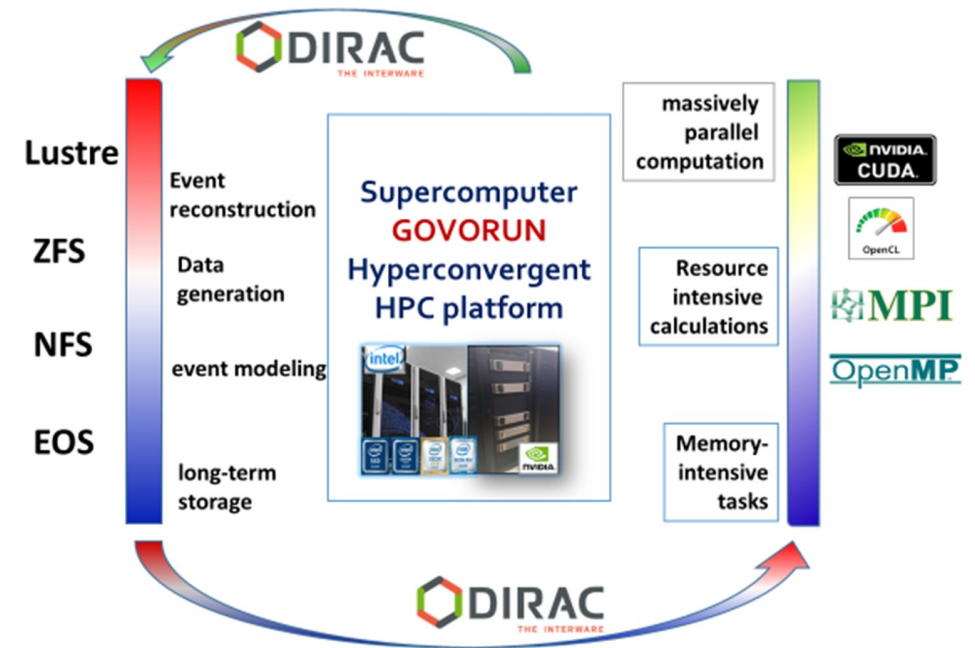 DIRAC
THE INTERWARE
Lustre
ZFS
NFS
EOS
Event
reconstruction
Data
generation
event modeling
long-term
storage
Supercomputer
GOVORUN
Hyperconvergent
HPC platform
intel
NVIDIA
massively
parallel
computation
Resource
intensive
calculations
Memory-
intensive
tasks
NVIDIA.
CUDA.
OpenCL
MPI
OpenMP
DIRAC
THE INTERWARE